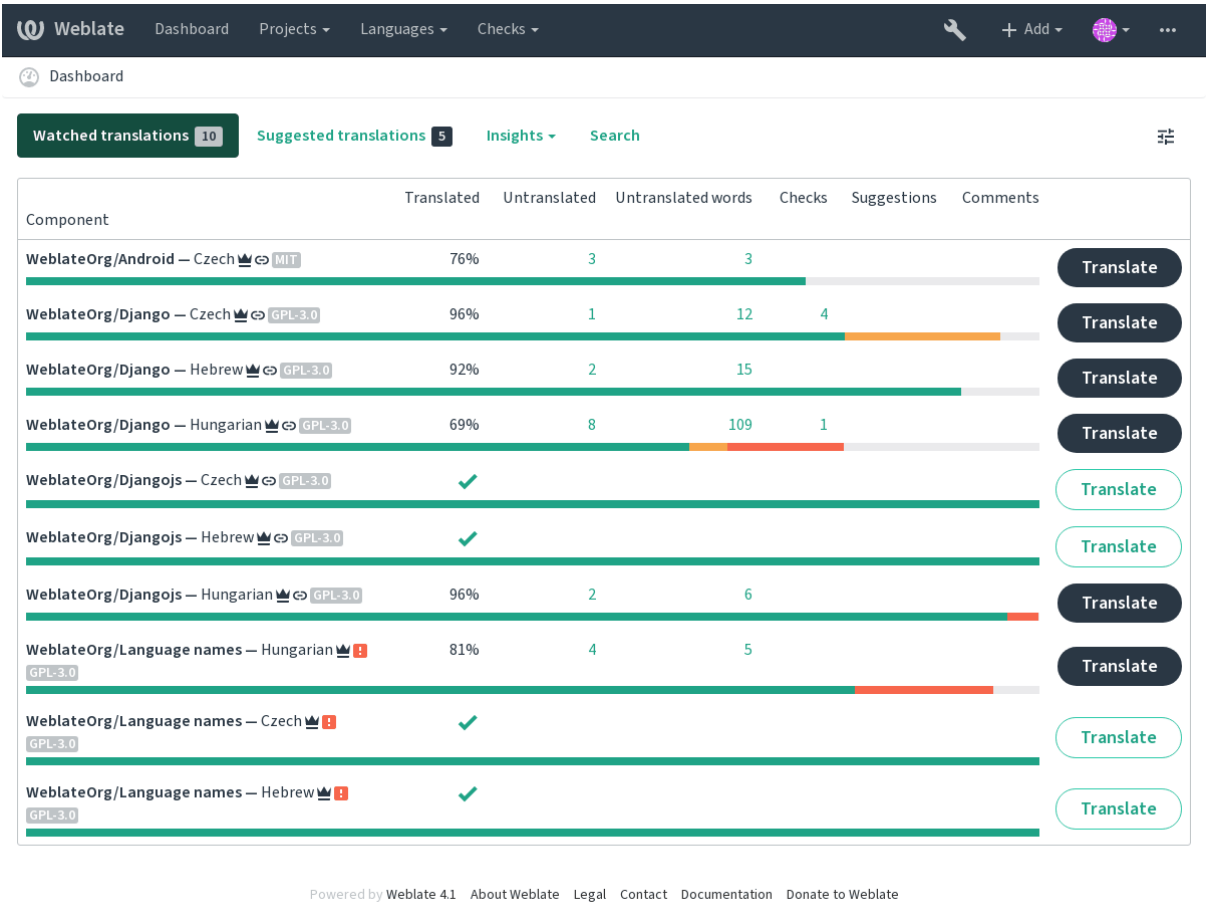 Weblate Dashboard Projects Languages Checks Add
Dashboard
Watched translations 10 Suggested translations 5 Insights Search
Translated Untranslated Untranslated words Checks Suggestions Comments
Component
WeblateOrg/Android — Czech MIT 76% 3 3 Translate
WeblateOrg/Django — Czech GPL-3.0 96% 1 12 4 Translate
WeblateOrg/Django — Hebrew GPL-3.0 92% 2 15 Translate
WeblateOrg/Django — Hungarian GPL-3.0 69% 8 109 1 Translate
WeblateOrg/Djangojs — Czech GPL-3.0 Translate
WeblateOrg/Djangojs — Hebrew GPL-3.0 Translate
WeblateOrg/Djangojs — Hungarian GPL-3.0 96% 2 6 Translate
WeblateOrg/Language names — Hungarian 81% 4 5 Translate
GPL-3.0
WeblateOrg/Language names — Czech Translate
GPL-3.0
WeblateOrg/Language names — Hebrew Translate
GPL-3.0
Powered by Weblate 4.1 About Weblate Legal Contact Documentation Donate to Weblate